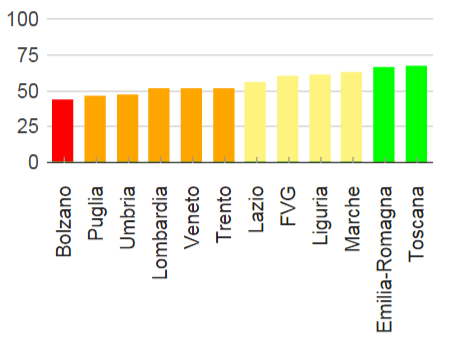 100
75
50
25
0
Bolzano
Puglia
Umbria
Lombardia
Veneto
Trento
Lazio
FVG
Liguria
Marche
Emilia-Romagna
Toscana